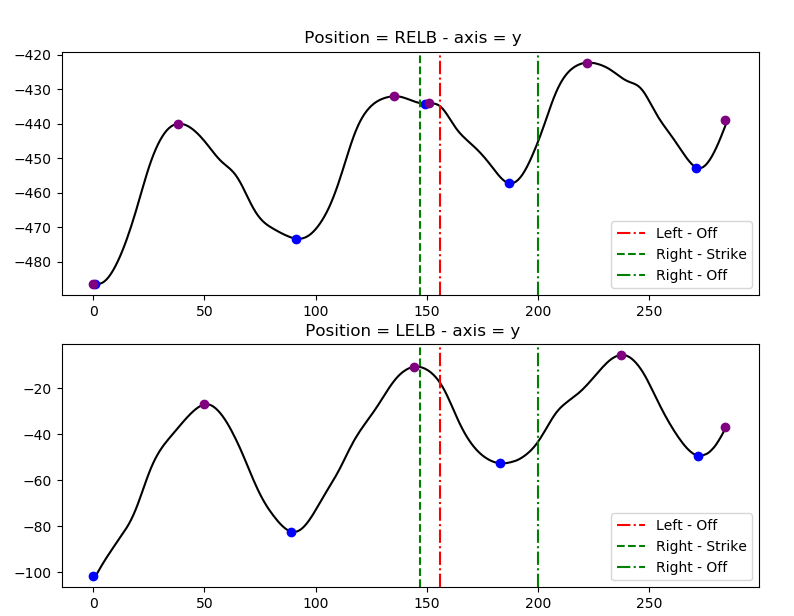 Position = RELB - axis = y
−420
−430
−440
−450
−460
−470
−480
Left - Off
Right - Strike
Right - Off
0 50 100 150 200 250
Position = LELB - axis = y
−20
−40
−60
−80
−100
Left - Off
Right - Strike
Right - Off
0 50 100 150 200 250